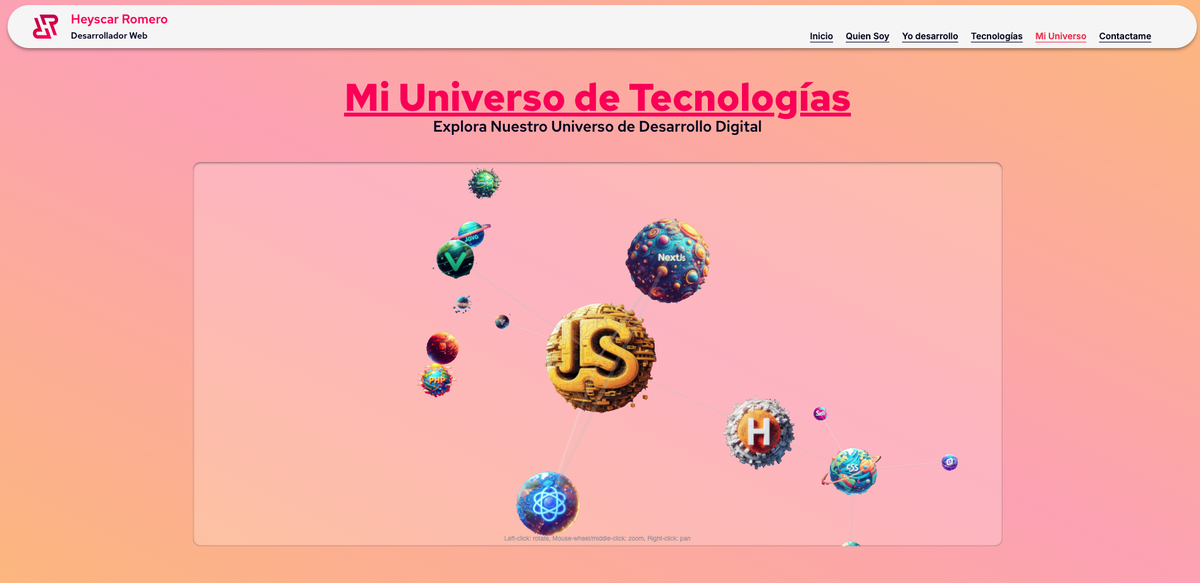 Heyscar Romero
Desarrollador Web
Inicio Quien Soy Yo desarrollo Tecnologías Mi Universo Contactame
Mi Universo de Tecnologías
Explora Nuestro Universo de Desarrollo Digital
NextJs
V
JS
PHP
H
CSS
Left-click: rotate, Mouse-wheel/middle-click: zoom, Right-click: pan